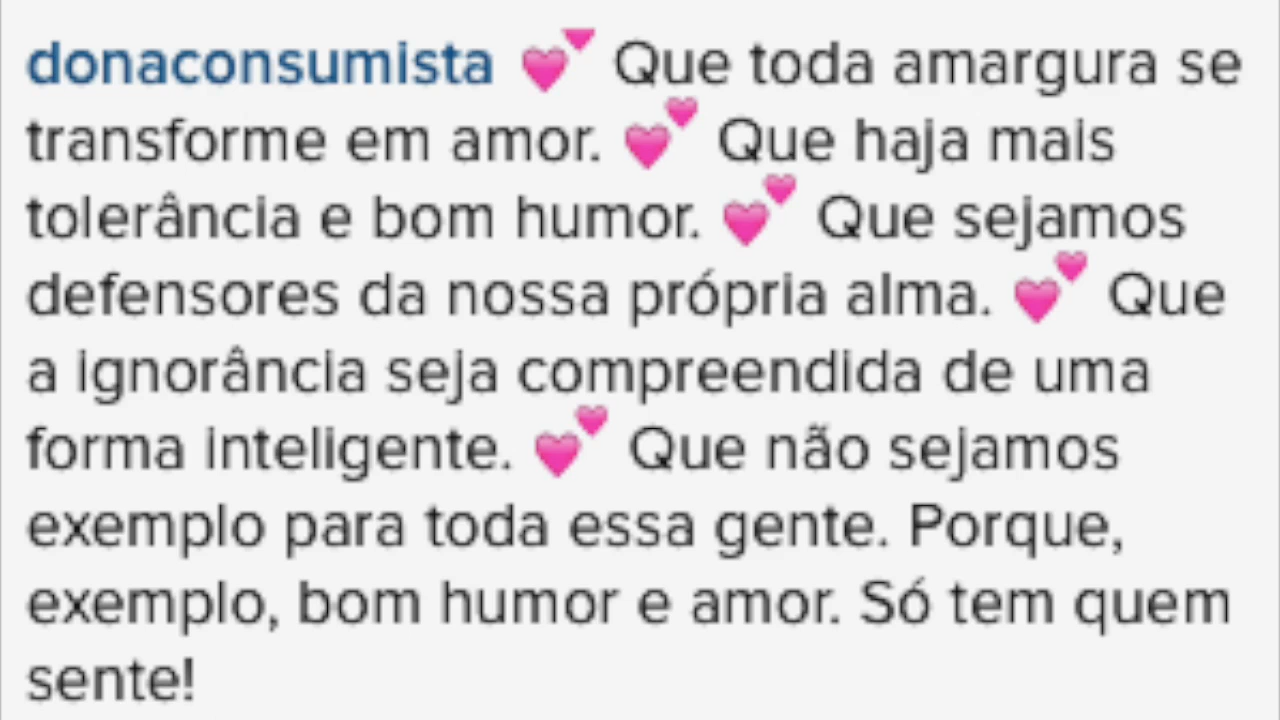 donaconsumista 💕 Que toda amargura se
transforme em amor. 💕 Que haja mais
tolerância e bom humor. 💕 Que sejamos
defensores da nossa própria alma. 💕 Que
a ignorância seja compreendida de uma
forma inteligente. 💕 Que não sejamos
exemplo para toda essa gente. Porque,
exemplo, bom humor e amor. Só tem quem
sente!